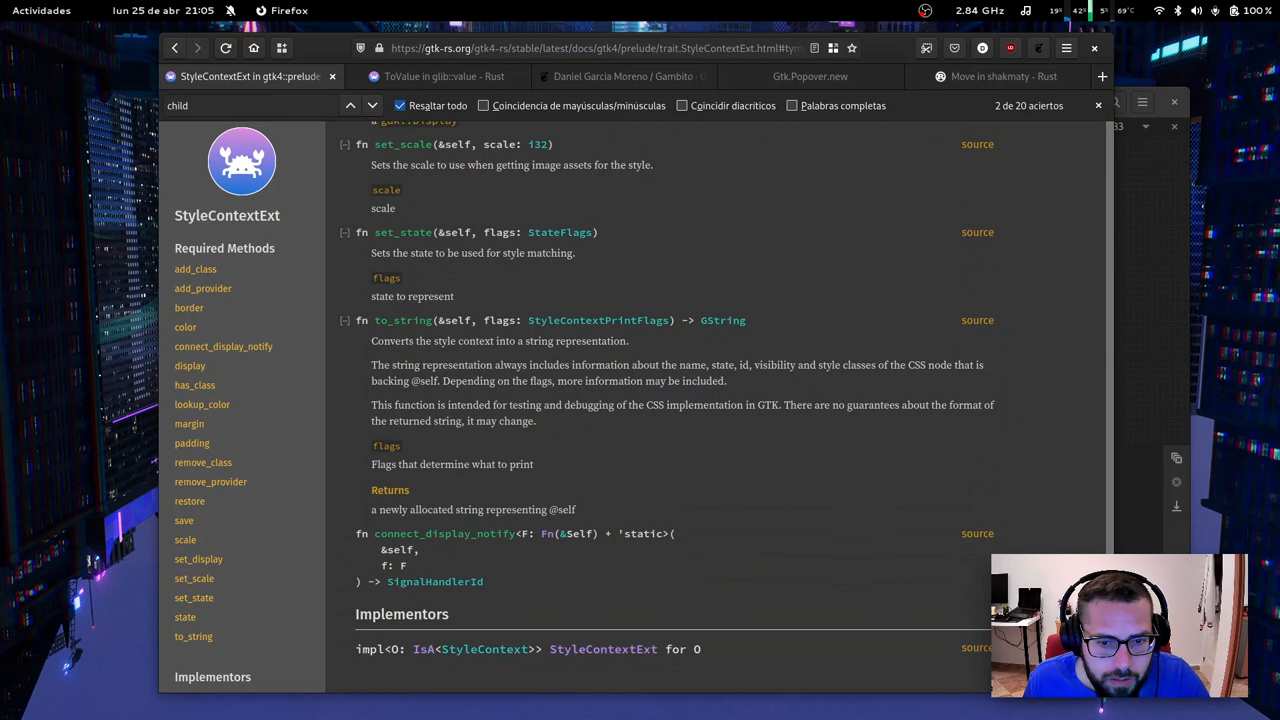 Actividades
lun 25 de abr 21:05
Firefox
2.84 GHz
19%
42%
5%
69°C
100 %
https://gtk-rs.org/gtk4-rs/stable/latest/docs/gtk4/prelude/trait.StyleContextExt.html#tym
StyleContextExt in gtk4::prelude
ToValue in glib::value - Rust
Daniel Garcia Moreno / Gambito ·
Gtk.Popover.new
Move in shakmaty - Rust
child
Resaltar todo
Coincidencia de mayúsculas/minúsculas
Coincidir diacríticos
Palabras completas
2 de 20 aciertos
33
StyleContextExt
Required Methods
add_class
add_provider
border
color
connect_display_notify
display
has_class
lookup_color
margin
padding
remove_class
remove_provider
restore
save
scale
set_display
set_scale
set_state
state
to_string
Implementors
a gdk::Display
[-] fn set_scale(&self, scale: i32) source
Sets the scale to use when getting image assets for the style.
scale
scale
[-] fn set_state(&self, flags: StateFlags) source
Sets the state to be used for style matching.
flags
state to represent
[-] fn to_string(&self, flags: StyleContextPrintFlags) -> GString source
Converts the style context into a string representation.
The string representation always includes information about the name, state, id, visibility and style classes of the CSS node that is
backing @self. Depending on the flags, more information may be included.
This function is intended for testing and debugging of the CSS implementation in GTK. There are no guarantees about the format of
the returned string, it may change.
flags
Flags that determine what to print
Returns
a newly allocated string representing @self
fn connect_display_notify<F: Fn(&Self) + 'static>( source
&self,
f: F
) -> SignalHandlerId
Implementors
impl<O: IsA<StyleContext>> StyleContextExt for O source